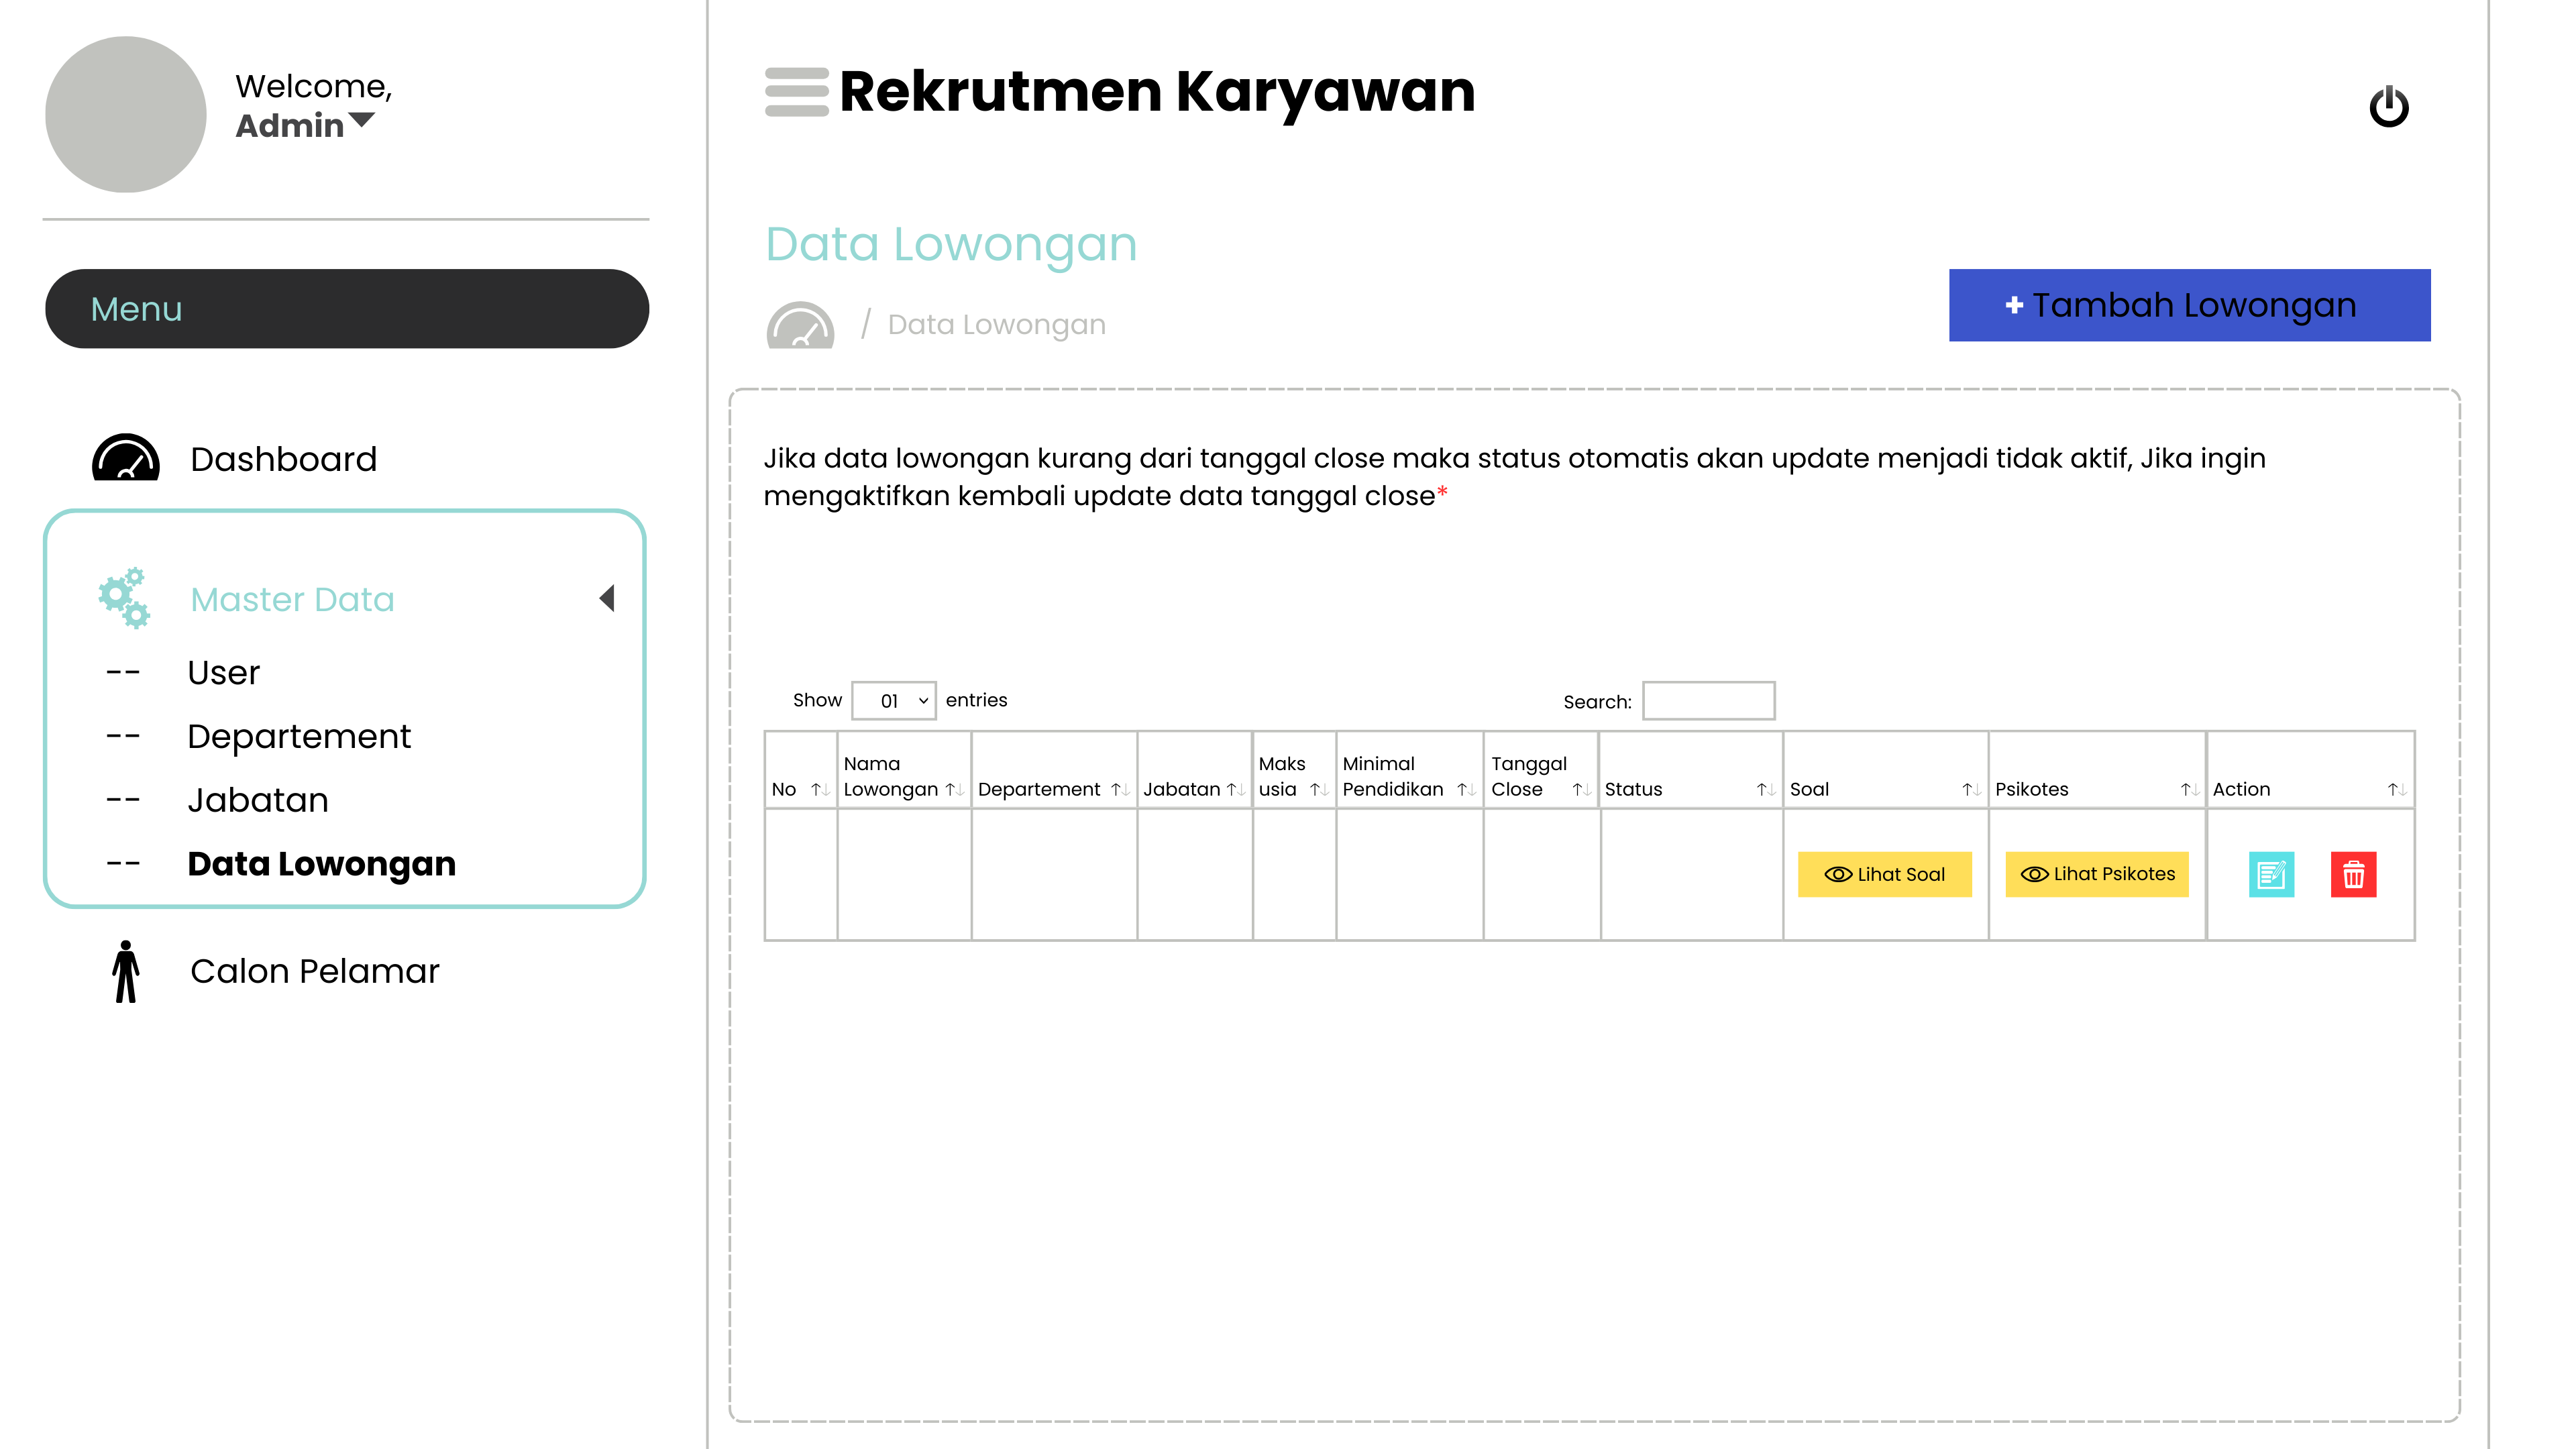 Welcome,
Admin
Menu
Dashboard
Master Data
-- User
-- Departement
-- Jabatan
-- Data Lowongan
Calon Pelamar
Rekrutmen Karyawan
Data Lowongan
/ Data Lowongan
+ Tambah Lowongan
Jika data lowongan kurang dari tanggal close maka status otomatis akan update menjadi tidak aktif, Jika ingin
mengaktifkan kembali update data tanggal close*
Show 01 entries
Search:
No
Nama
Lowongan
Departement
Jabatan
Maks
usia
Minimal
Pendidikan
Tanggal
Close
Status
Soal
Psikotes
Action
Lihat Soal
Lihat Psikotes